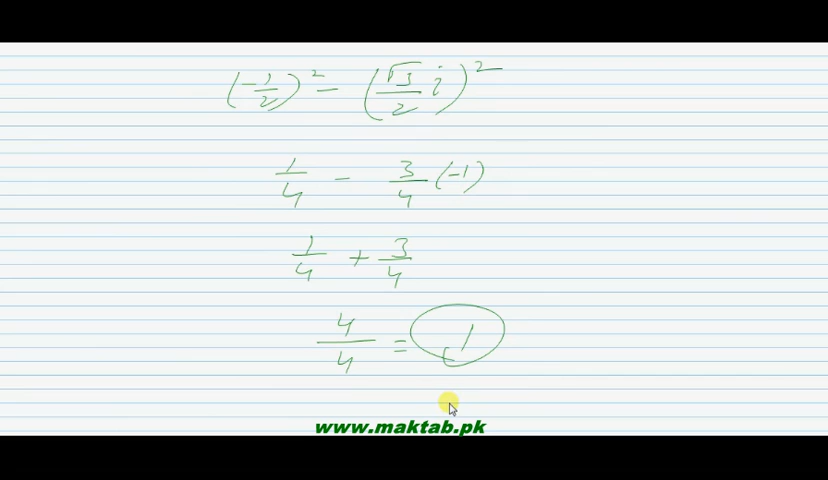 (-1/2)² - (√3/2 i)²
1/4 - 3/4 (-1)
1/4 + 3/4
4/4 = 1
www.maktab.pk